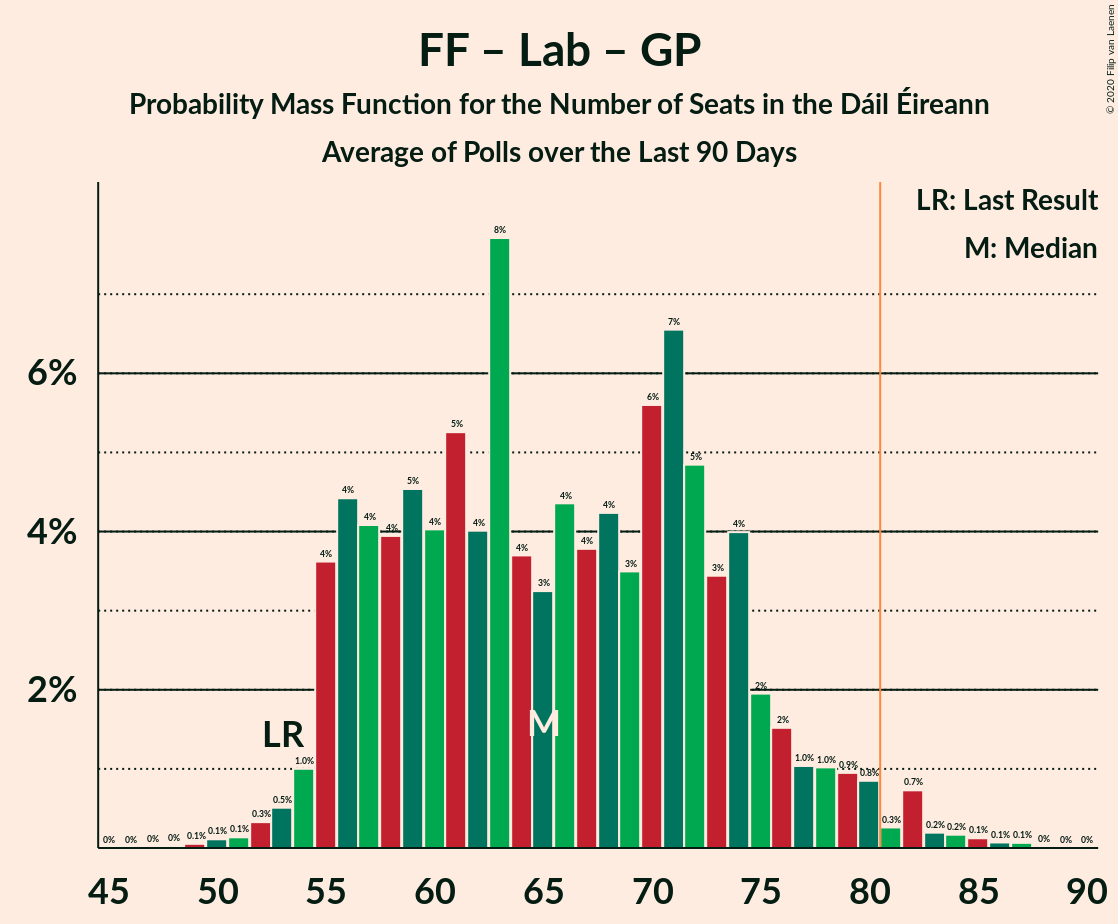 FF – Lab – GP
Probability Mass Function for the Number of Seats in the Dáil Éireann
Average of Polls over the Last 90 Days
© 2020 Filip van Laenen
LR: Last Result
M: Median
6%
4%
2%
LR
M
0% 0% 0% 0% 0.1% 0.1% 0.1% 0.3% 0.5% 1.0% 4% 4% 4% 4% 5% 4% 5% 4% 8% 4% 3% 4% 4% 4% 3% 6% 7% 5% 3% 4% 2% 2% 1.0% 1.0% 0.9% 0.8% 0.3% 0.7% 0.2% 0.2% 0.1% 0.1% 0.1% 0% 0% 0%
45 50 55 60 65 70 75 80 85 90